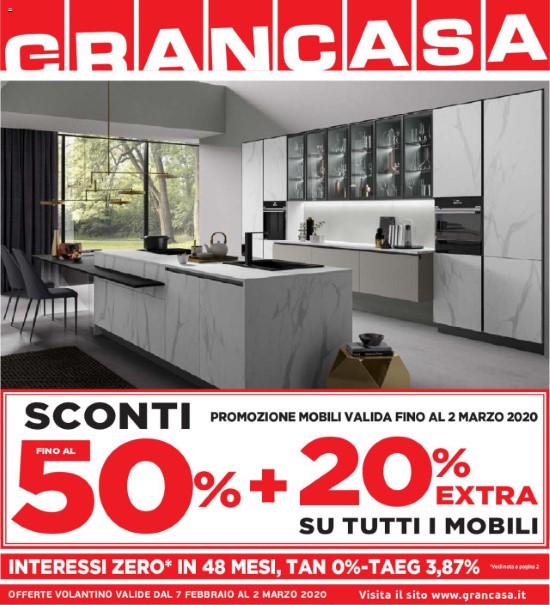 GRANCASA
SCONTI
PROMOZIONE MOBILI VALIDA FINO AL 2 MARZO 2020
FINO AL
50% + 20% EXTRA
SU TUTTI I MOBILI
INTERESSI ZERO* IN 48 MESI, TAN 0%-TAEG 3,87% *Vedi nota a pagina 2
OFFERTE VOLANTINO VALIDE DAL 7 FEBBRAIO AL 2 MARZO 2020 Visita il sito www.grancasa.it